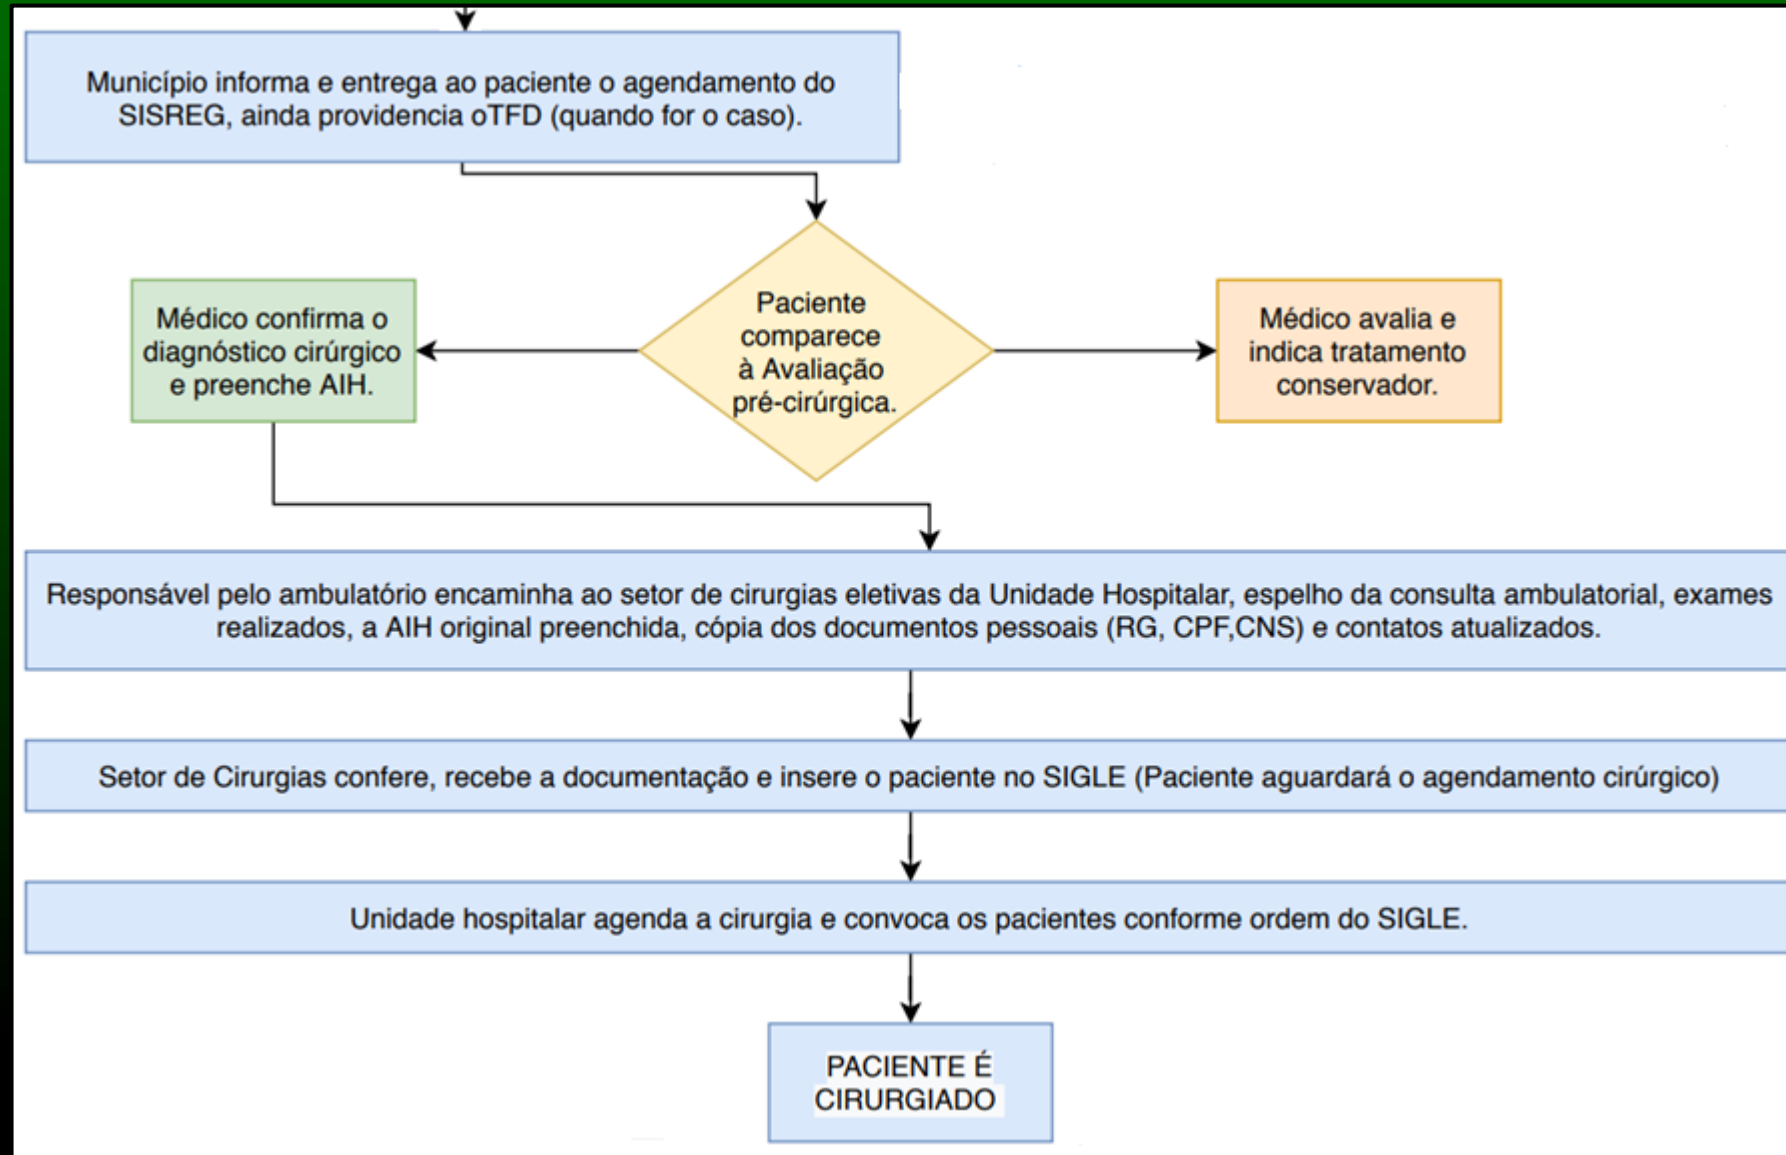 Município informa e entrega ao paciente o agendamento do
SISREG, ainda providencia oTFD (quando for o caso).
Paciente
comparece
à Avaliação
pré-cirúrgica.
Médico confirma o
diagnóstico cirúrgico
e preenche AIH.
Médico avalia e
indica tratamento
conservador.
Responsável pelo ambulatório encaminha ao setor de cirurgias eletivas da Unidade Hospitalar, espelho da consulta ambulatorial, exames
realizados, a AIH original preenchida, cópia dos documentos pessoais (RG, CPF,CNS) e contatos atualizados.
Setor de Cirurgias confere, recebe a documentação e insere o paciente no SIGLE (Paciente aguardará o agendamento cirúrgico)
Unidade hospitalar agenda a cirurgia e convoca os pacientes conforme ordem do SIGLE.
PACIENTE É
CIRURGIADO